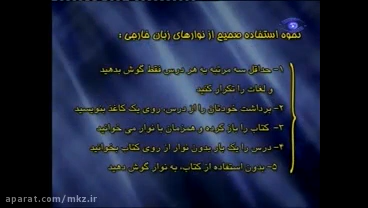 نحوه استفاده صحیح از نوارهای زبان خارجی :
۱- حداقل سه مرتبه به هر درس فقط گوش بدهید
و لغات را تکرار کنید
۲- برداشت خودتان را از درس، روی یک کاغذ بنویسید
۳- کتاب را باز کرده و همزمان با نوار می خوانید
۴- درس را یک بار بدون نوار از روی کتاب بخوانید
۵- بدون استفاده از کتاب، به نوار گوش دهید
aparat.com/mkz.ir